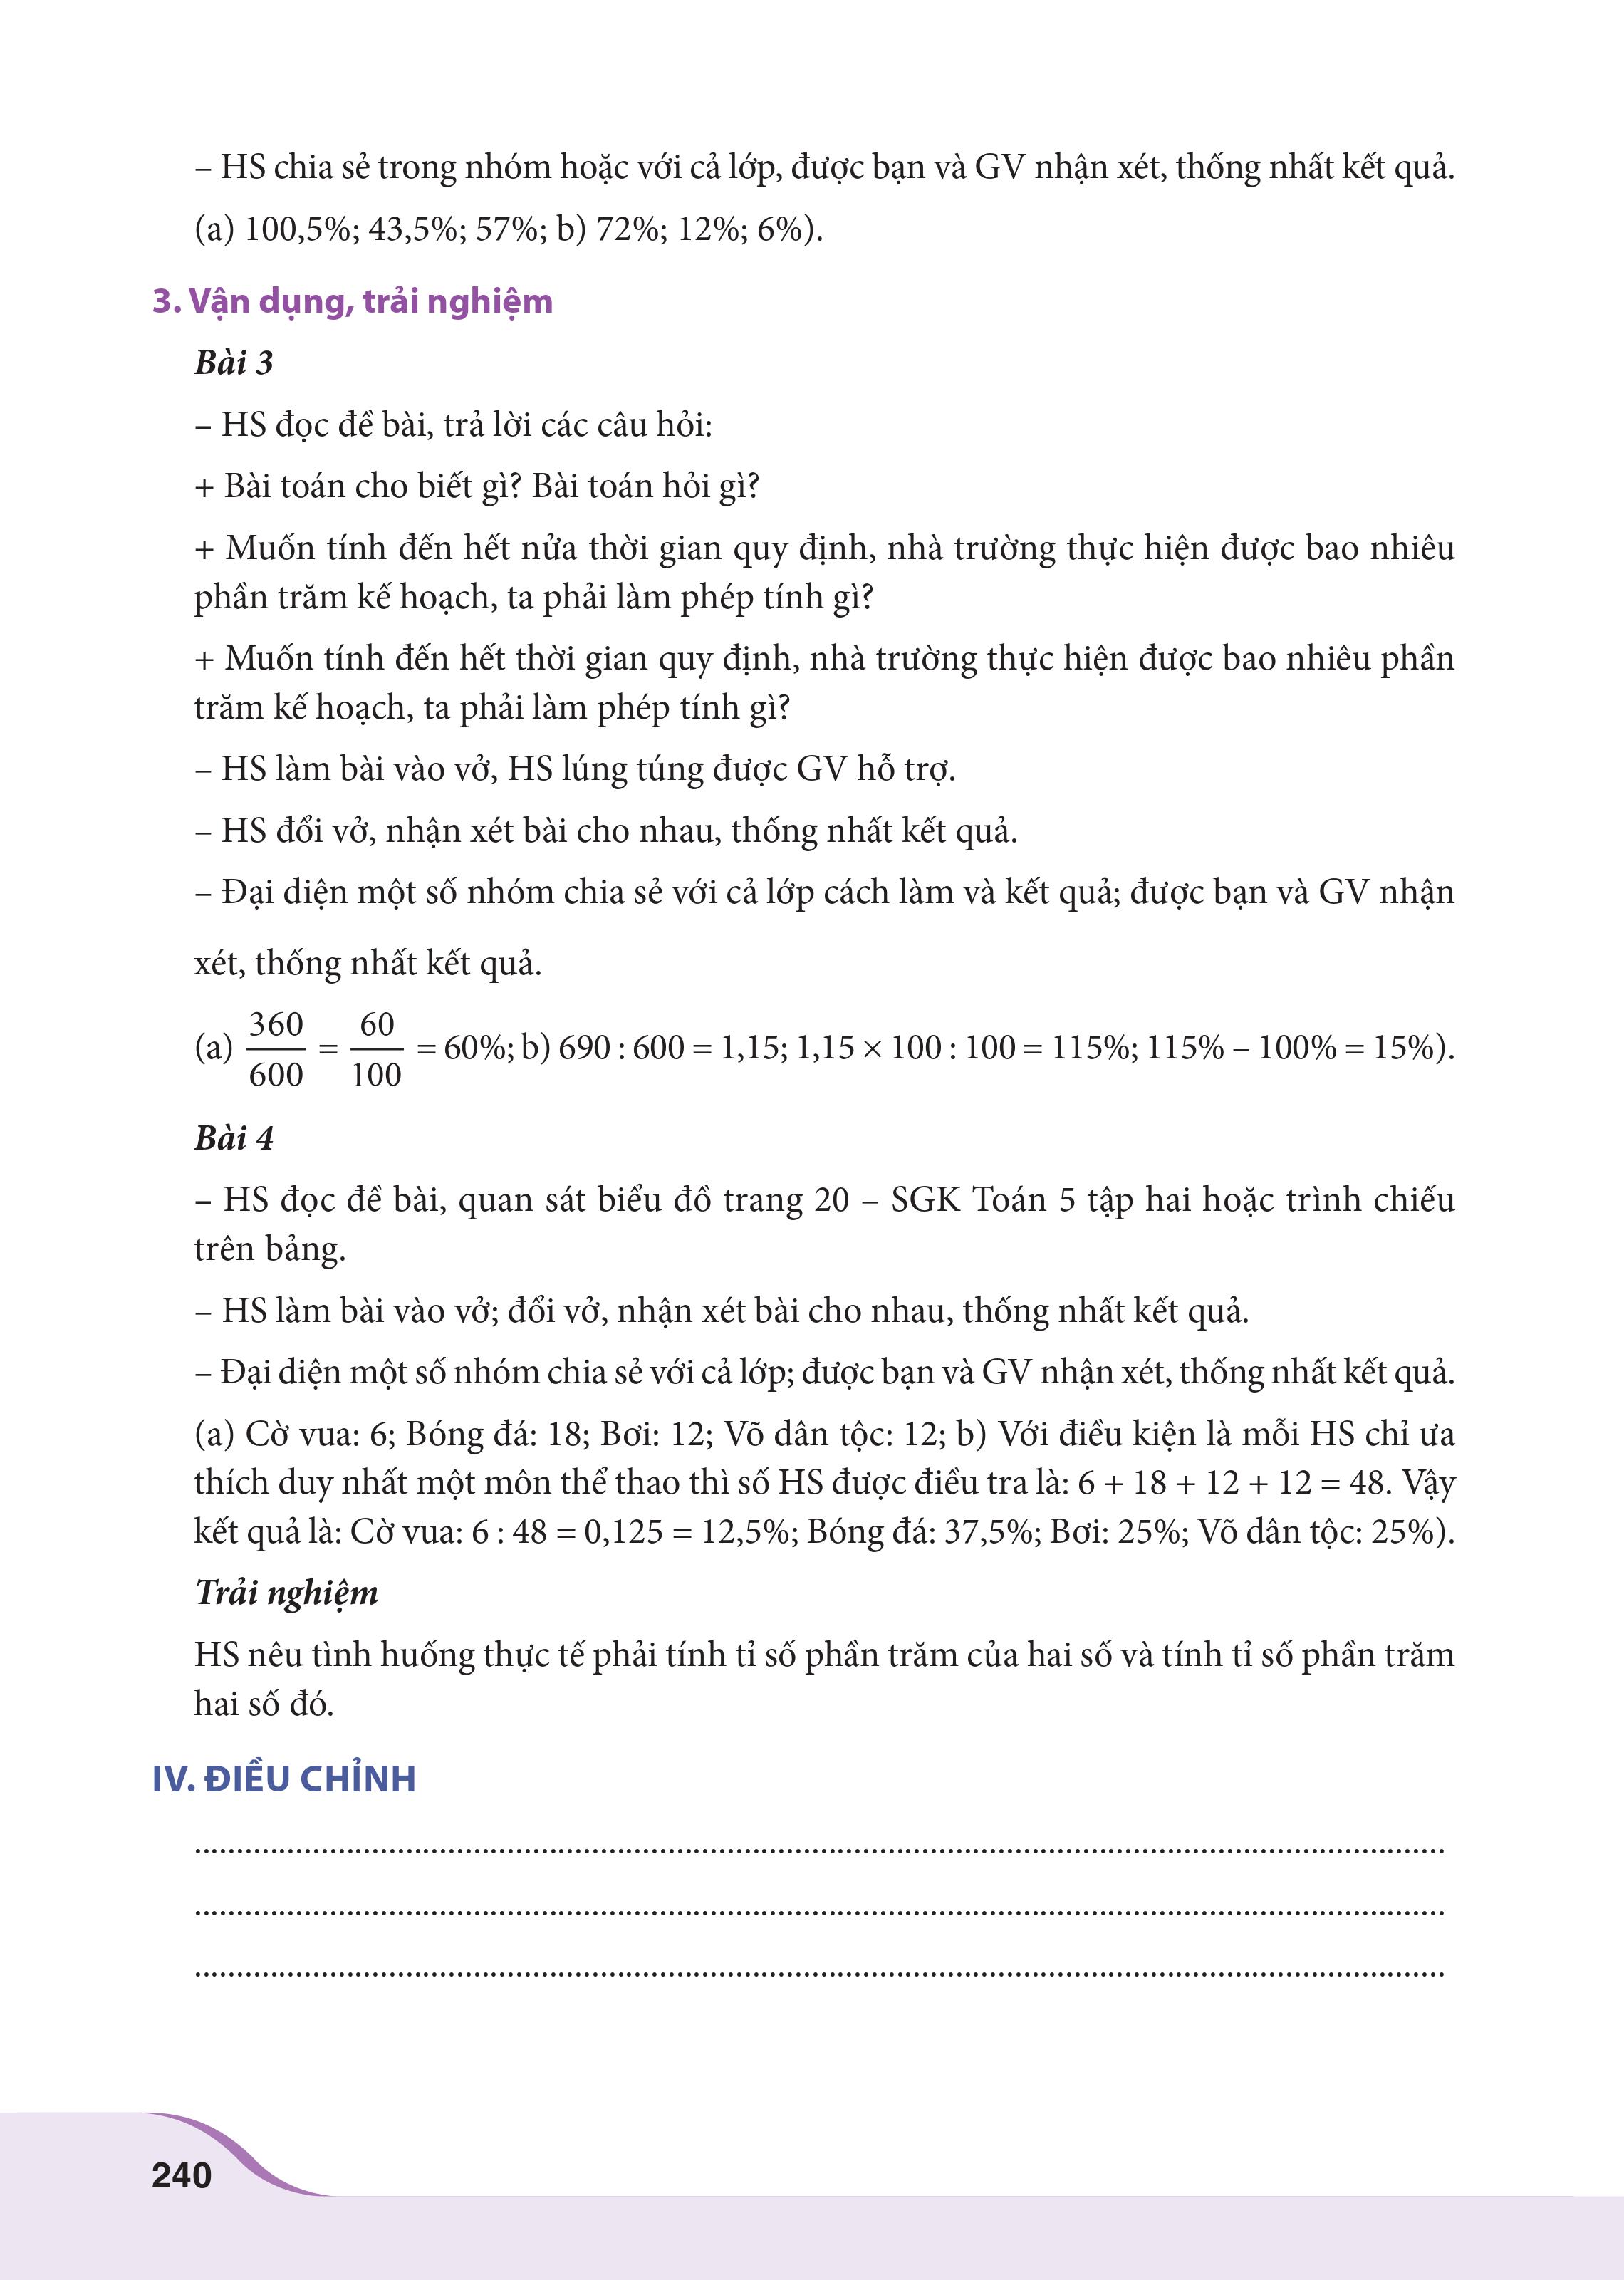 – HS chia sẻ trong nhóm hoặc với cả lớp, được bạn và GV nhận xét, thống nhất kết quả.
(a) 100,5%; 43,5%; 57%; b) 72%; 12%; 6%).
3. Vận dụng, trải nghiệm
Bài 3
– HS đọc đề bài, trả lời các câu hỏi:
+ Bài toán cho biết gì? Bài toán hỏi gì?
+ Muốn tính đến hết nửa thời gian quy định, nhà trường thực hiện được bao nhiêu
phần trăm kế hoạch, ta phải làm phép tính gì?
+ Muốn tính đến hết thời gian quy định, nhà trường thực hiện được bao nhiêu phần
trăm kế hoạch, ta phải làm phép tính gì?
– HS làm bài vào vở, HS lúng túng được GV hỗ trợ.
– HS đổi vở, nhận xét bài cho nhau, thống nhất kết quả.
– Đại diện một số nhóm chia sẻ với cả lớp cách làm và kết quả; được bạn và GV nhận
xét, thống nhất kết quả.
(a) 360/600 = 60/100 = 60%; b) 690 : 600 = 1,15; 1,15 × 100 : 100 = 115%; 115% – 100% = 15%).
Bài 4
– HS đọc đề bài, quan sát biểu đồ trang 20 – SGK Toán 5 tập hai hoặc trình chiếu
trên bảng.
– HS làm bài vào vở; đổi vở, nhận xét bài cho nhau, thống nhất kết quả.
– Đại diện một số nhóm chia sẻ với cả lớp; được bạn và GV nhận xét, thống nhất kết quả.
(a) Cờ vua: 6; Bóng đá: 18; Bơi: 12; Võ dân tộc: 12; b) Với điều kiện là mỗi HS chỉ ưa
thích duy nhất một môn thể thao thì số HS được điều tra là: 6 + 18 + 12 + 12 = 48. Vậy
kết quả là: Cờ vua: 6 : 48 = 0,125 = 12,5%; Bóng đá: 37,5%; Bơi: 25%; Võ dân tộc: 25%).
Trải nghiệm
HS nêu tình huống thực tế phải tính tỉ số phần trăm của hai số và tính tỉ số phần trăm
hai số đó.
IV. ĐIỀU CHỈNH
240